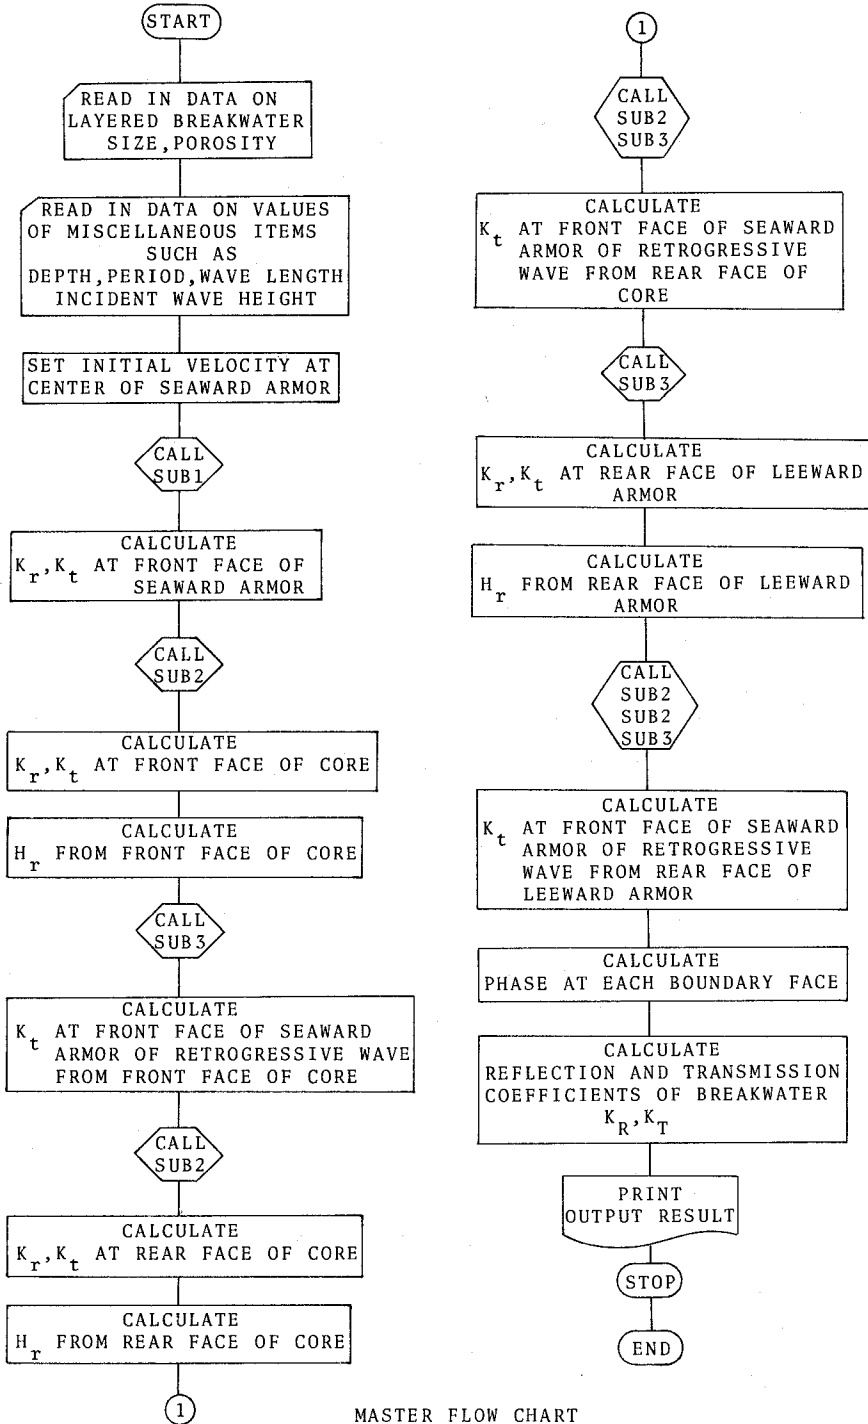 START
READ IN DATA ON
LAYERED BREAKWATER
SIZE,POROSITY
READ IN DATA ON VALUES
OF MISCELLANEOUS ITEMS
SUCH AS
DEPTH,PERIOD,WAVE LENGTH
INCIDENT WAVE HEIGHT
SET INITIAL VELOCITY AT
CENTER OF SEAWARD ARMOR
CALL
SUB1
CALCULATE
Kr,Kt AT FRONT FACE OF
SEAWARD ARMOR
CALL
SUB2
CALCULATE
Kr,Kt AT FRONT FACE OF CORE
CALCULATE
Hr FROM FRONT FACE OF CORE
CALL
SUB3
CALCULATE
Kt AT FRONT FACE OF SEAWARD
ARMOR OF RETROGRESSIVE WAVE
FROM FRONT FACE OF CORE
CALL
SUB2
CALCULATE
Kr,Kt AT REAR FACE OF CORE
CALCULATE
Hr FROM REAR FACE OF CORE
1
1
CALL
SUB2
SUB3
CALCULATE
Kt AT FRONT FACE OF SEAWARD
ARMOR OF RETROGRESSIVE
WAVE FROM REAR FACE OF
CORE
CALL
SUB3
CALCULATE
Kr,Kt AT REAR FACE OF LEEWARD
ARMOR
CALCULATE
Hr FROM REAR FACE OF LEEWARD
ARMOR
CALL
SUB2
SUB2
SUB3
CALCULATE
Kt AT FRONT FACE OF SEAWARD
ARMOR OF RETROGRESSIVE
WAVE FROM REAR FACE OF
LEEWARD ARMOR
CALCULATE
PHASE AT EACH BOUNDARY FACE
CALCULATE
REFLECTION AND TRANSMISSION
COEFFICIENTS OF BREAKWATER
KR,KT
PRINT
OUTPUT RESULT
STOP
END
MASTER FLOW CHART